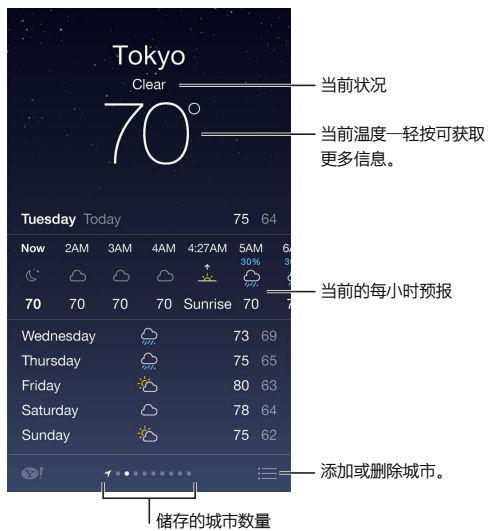 Tokyo
Clear
当前状况
70°
当前温度—轻按可获取
更多信息。
Tuesday Today 75 64
Now 2AM 3AM 4AM 4:27AM 5AM
30%
70 70 70 70 Sunrise 70
当前的每小时预报
Wednesday 73 69
Thursday 75 65
Friday 80 63
Saturday 78 64
Sunday 75 62
Y!
添加或删除城市。
储存的城市数量